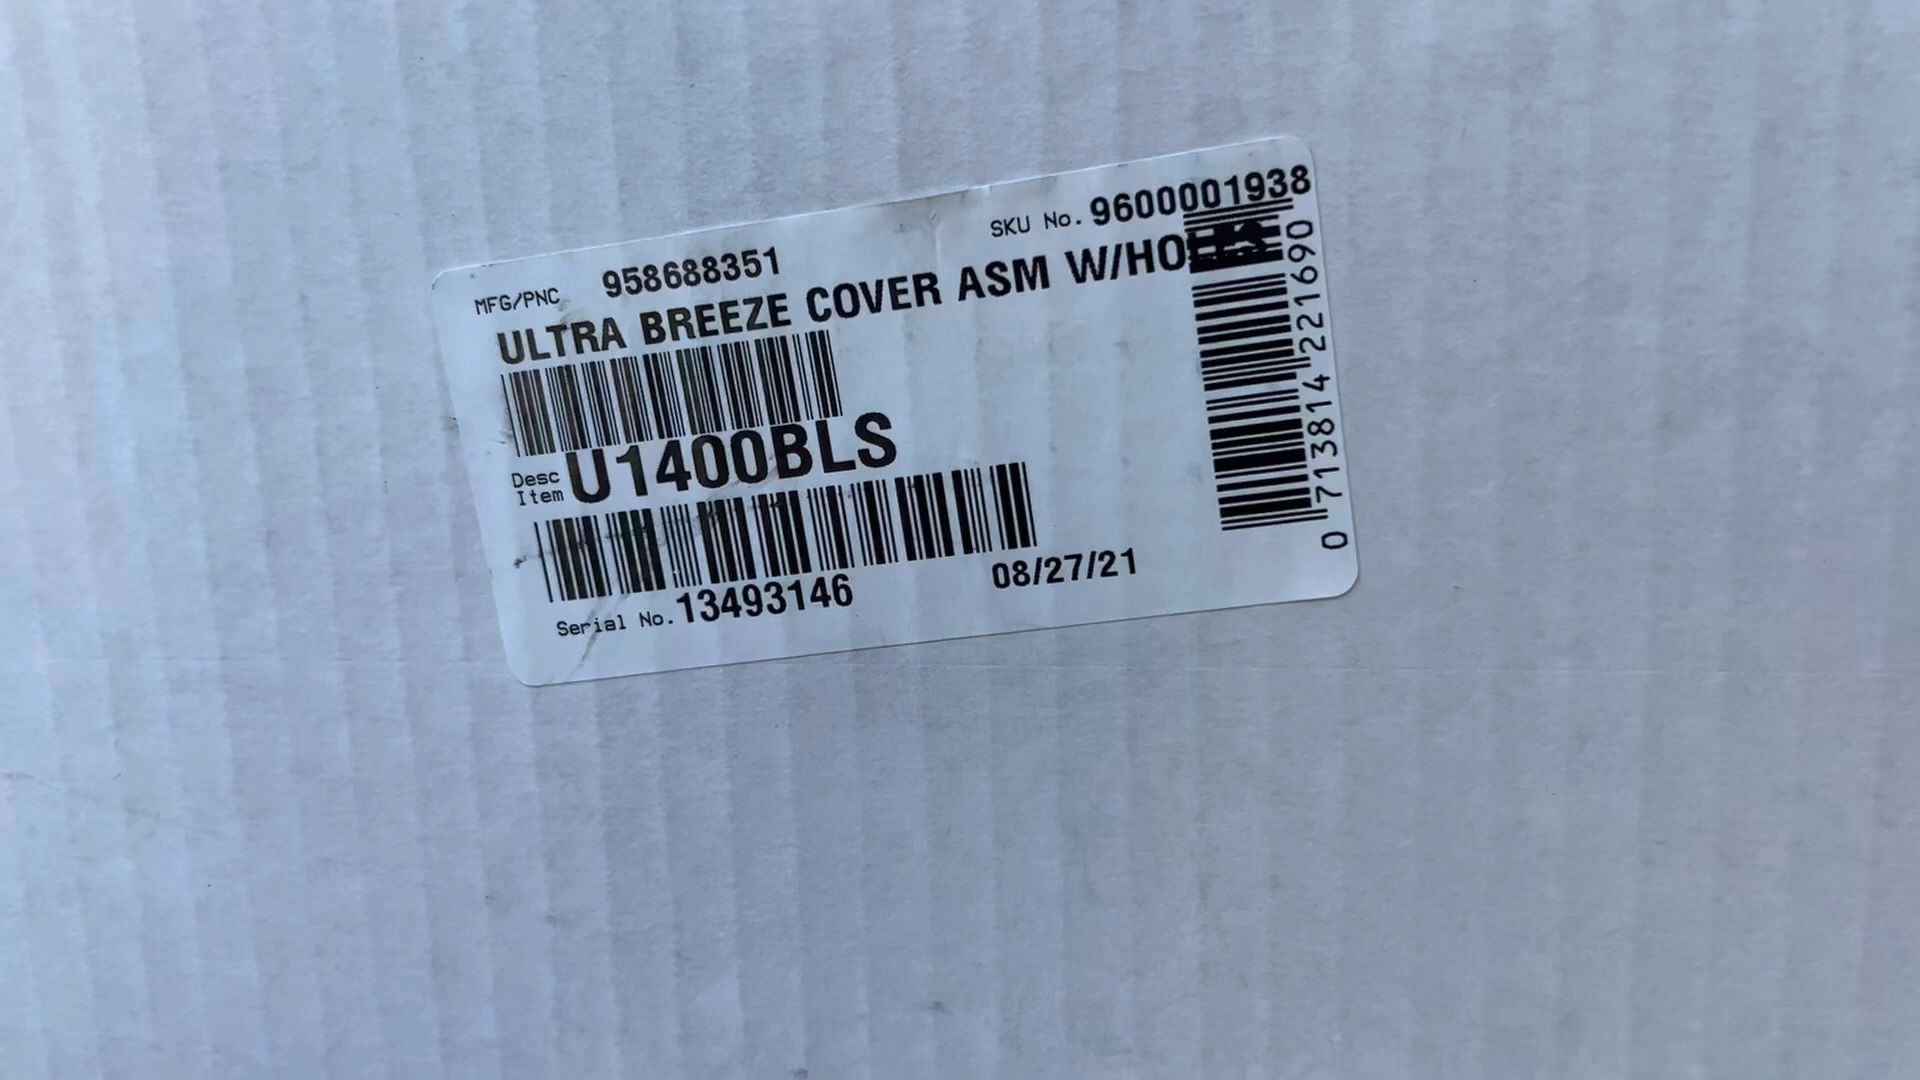 MFG/PNC 958688351
SKU No. 9600001938
ULTRA BREEZE COVER ASM
Desc
Item U1400BLS
Serial No. 13493146
08/27/21
0 713814 221690